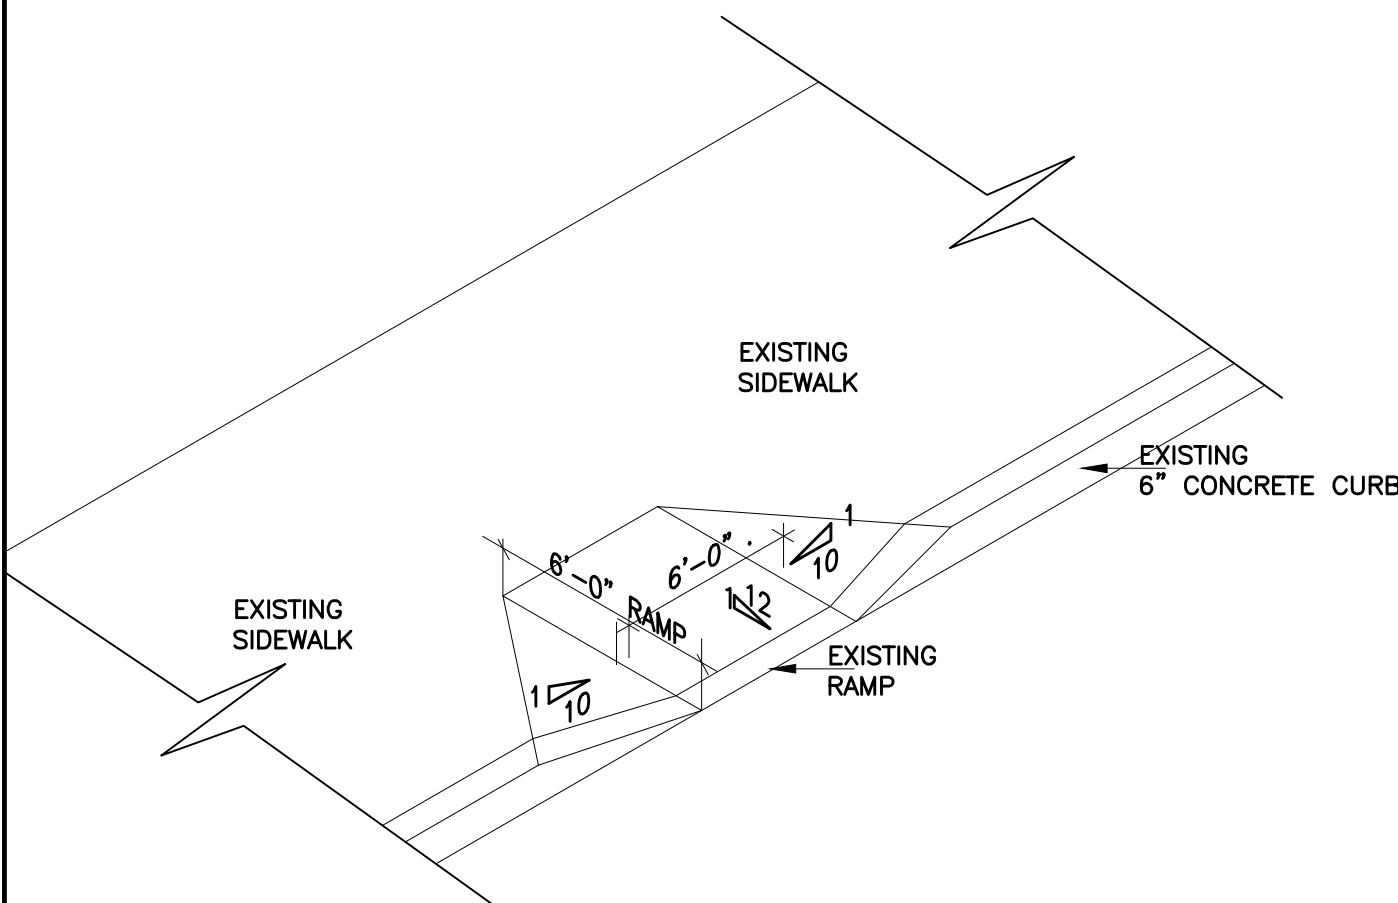 EXISTING
SIDEWALK
EXISTING
6" CONCRETE CURB
1
10
6'-0"
6'-0"
1 12
RAMP
EXISTING
SIDEWALK
EXISTING
RAMP
1
10